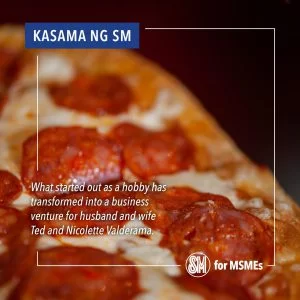 KASAMA NG SM
What started out as a hobby has
transformed into a business
venture for husband and wife
Ted and Nicolette Valderama.
SM for MSMEs